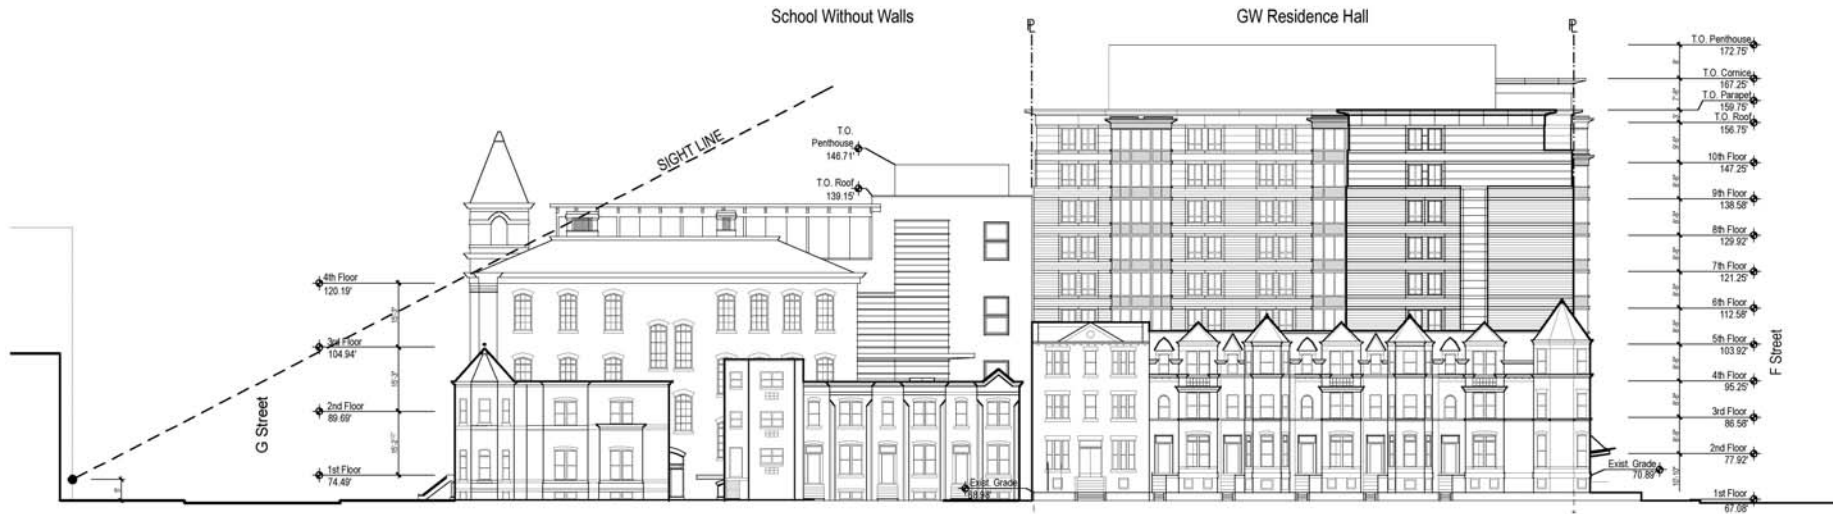 School Without Walls
GW Residence Hall
SIGHT LINE
G Street
4th Floor
120.19'
3rd Floor
104.94'
2nd Floor
89.69'
1st Floor
74.49'
T.O.
Penthouse
146.71'
T.O. Roof
139.15'
Exist. Grade
68.98'
T.O. Penthouse
172.75'
T.O. Cornice
167.25'
T.O. Parapet
159.75'
T.O. Roof
156.75'
10th Floor
147.25'
9th Floor
138.58'
8th Floor
129.92'
7th Floor
121.25'
6th Floor
112.58'
5th Floor
103.92'
4th Floor
95.25'
3rd Floor
86.58'
2nd Floor
77.92'
Exist. Grade
70.89'
1st Floor
67.08'
F Street